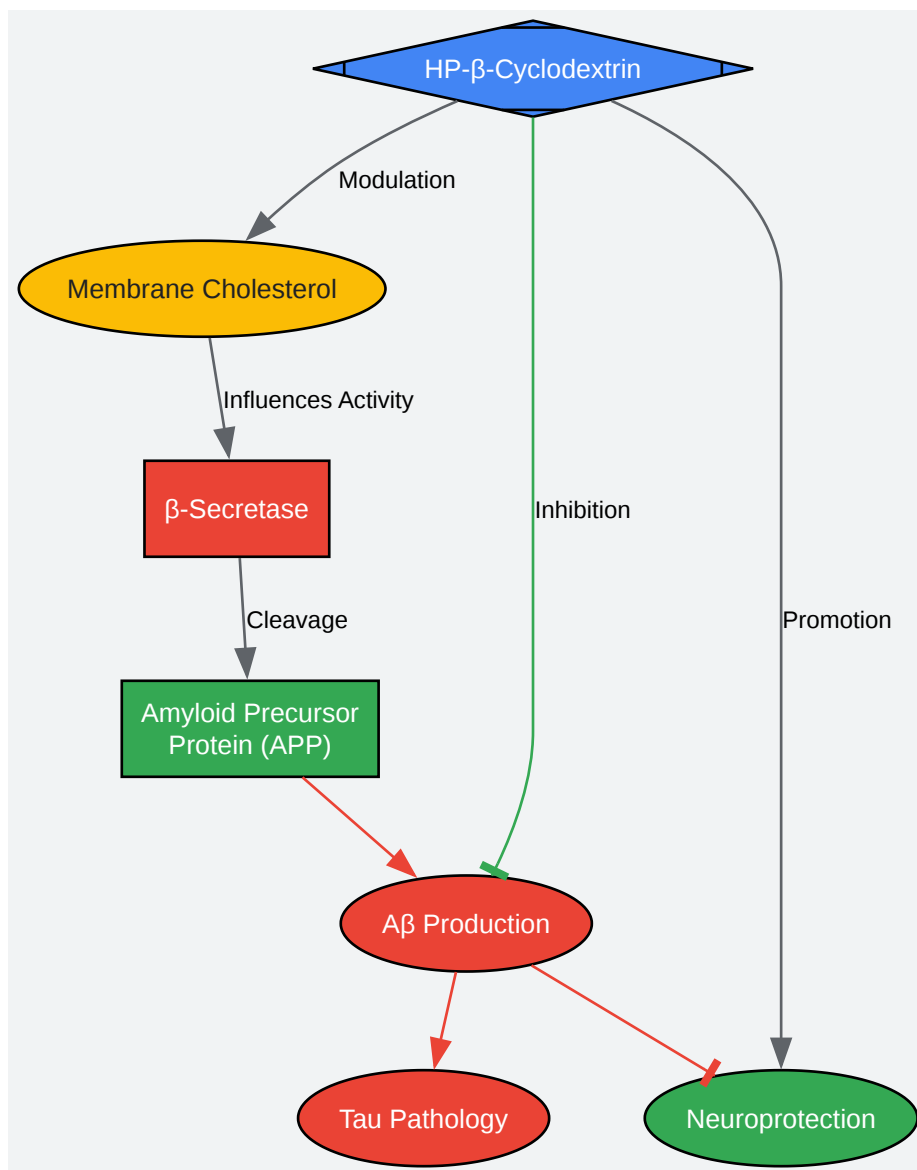 HP-β-Cyclodextrin
Modulation
Membrane Cholesterol
Influences Activity
β-Secretase
Inhibition
Cleavage
Promotion
Amyloid Precursor
Protein (APP)
Aβ Production
Tau Pathology
Neuroprotection